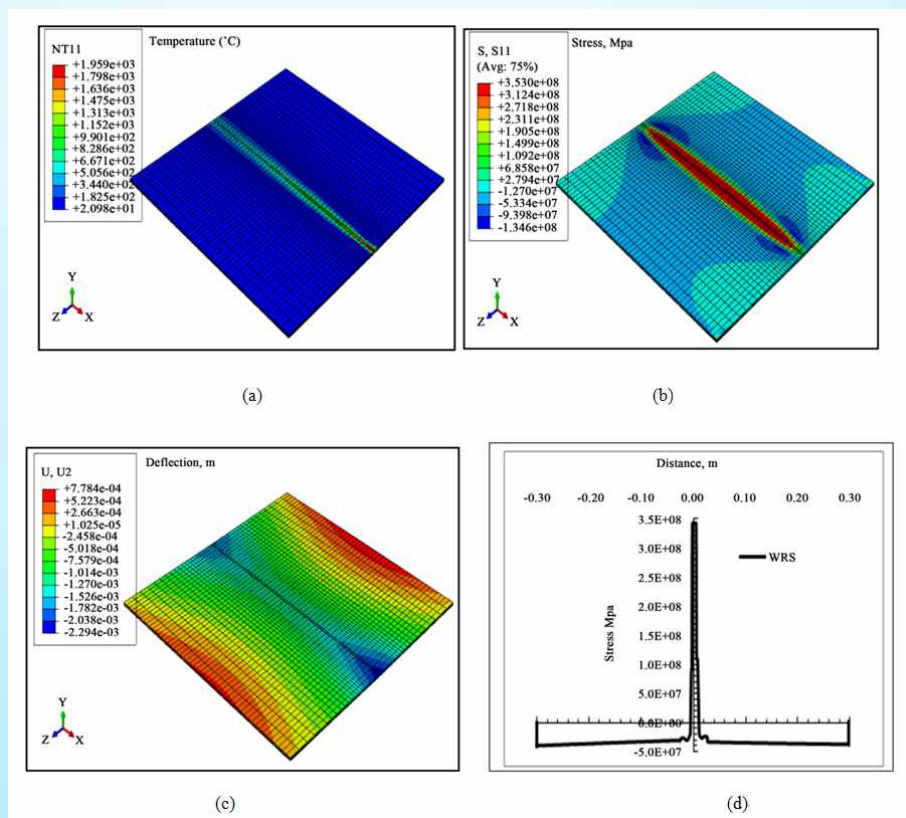 NT11
Temperature (˚C)
+1.959e+03
+1.798e+03
+1.636e+03
+1.475e+03
+1.313e+03
+1.152e+03
+9.901e+02
+8.286e+02
+6.671e+02
+5.056e+02
+3.440e+02
+1.825e+02
+2.098e+01
Y
Z X
(a)
S, S11
(Avg: 75%)
Stress, Mpa
+3.530e+08
+3.124e+08
+2.718e+08
+2.311e+08
+1.905e+08
+1.499e+08
+1.092e+08
+6.858e+07
+2.794e+07
-1.270e+07
-5.334e+07
-9.398e+07
-1.346e+08
Y
Z X
(b)
U, U2
Deflection, m
+7.784e-04
+5.223e-04
+2.663e-04
+1.025e-05
-2.458e-04
-5.018e-04
-7.579e-04
-1.014e-03
-1.270e-03
-1.526e-03
-1.782e-03
-2.038e-03
-2.294e-03
Y
Z X
(c)
Distance, m
-0.30 -0.20 -0.10 0.00 0.10 0.20 0.30
3.5E+08
3.0E+08
2.5E+08
2.0E+08
1.5E+08
1.0E+08
5.0E+07
0.0E+00
-5.0E+07
Stress Mpa
WRS
(d)